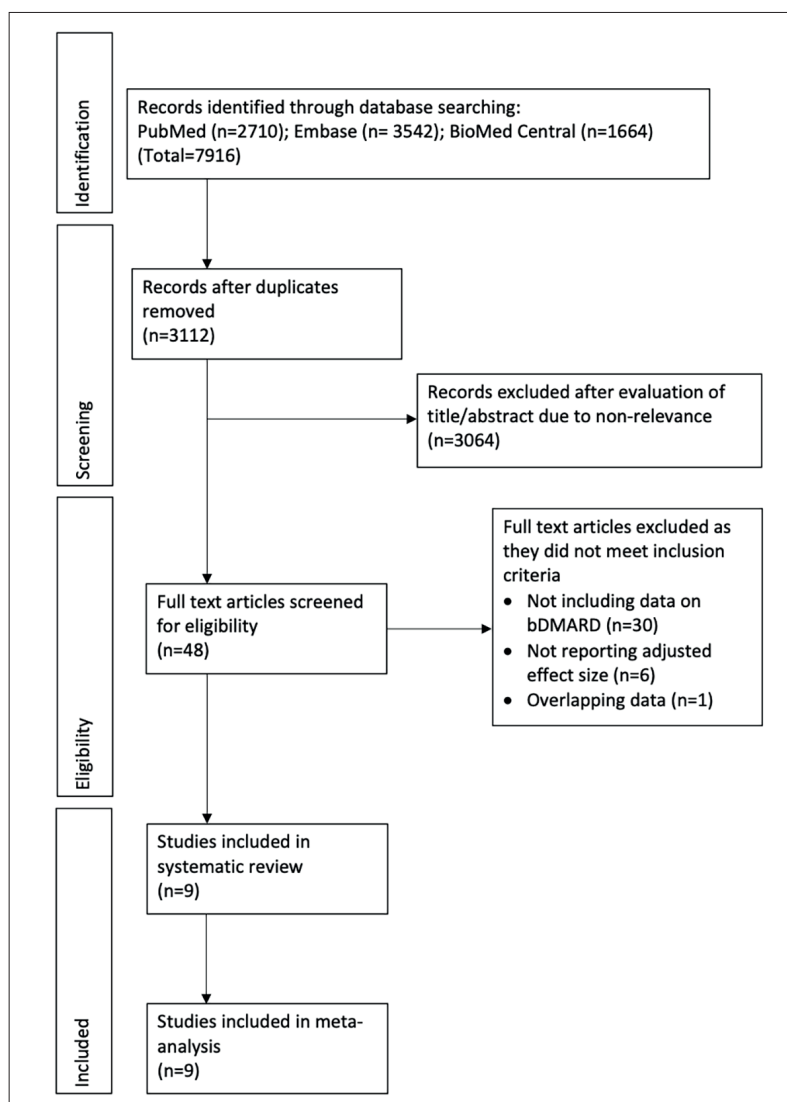 Identification
Records identified through database searching:
PubMed (n=2710); Embase (n= 3542); BioMed Central (n=1664)
(Total=7916)
Screening
Records after duplicates
removed
(n=3112)
Records excluded after evaluation of
title/abstract due to non-relevance
(n=3064)
Eligibility
Full text articles screened
for eligibility
(n=48)
Full text articles excluded as
they did not meet inclusion
criteria
• Not including data on
bDMARD (n=30)
• Not reporting adjusted
effect size (n=6)
• Overlapping data (n=1)
Included
Studies included in
systematic review
(n=9)
Studies included in meta-
analysis
(n=9)